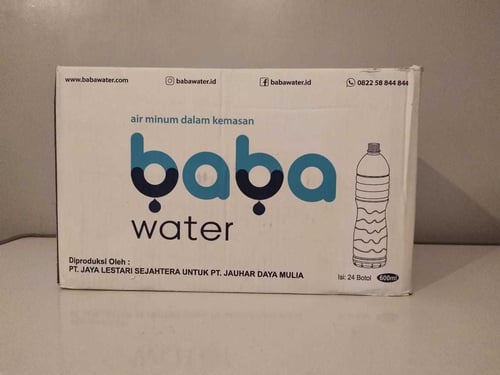 www.babawater.com babawater.id babawater.id 0822 58 844 844
air minum dalam kemasan
baba
water
Diproduksi Oleh :
PT. JAYA LESTARI SEJAHTERA UNTUK PT. JAUHAR DAYA MULIA
Isi: 24 Botol 600ml